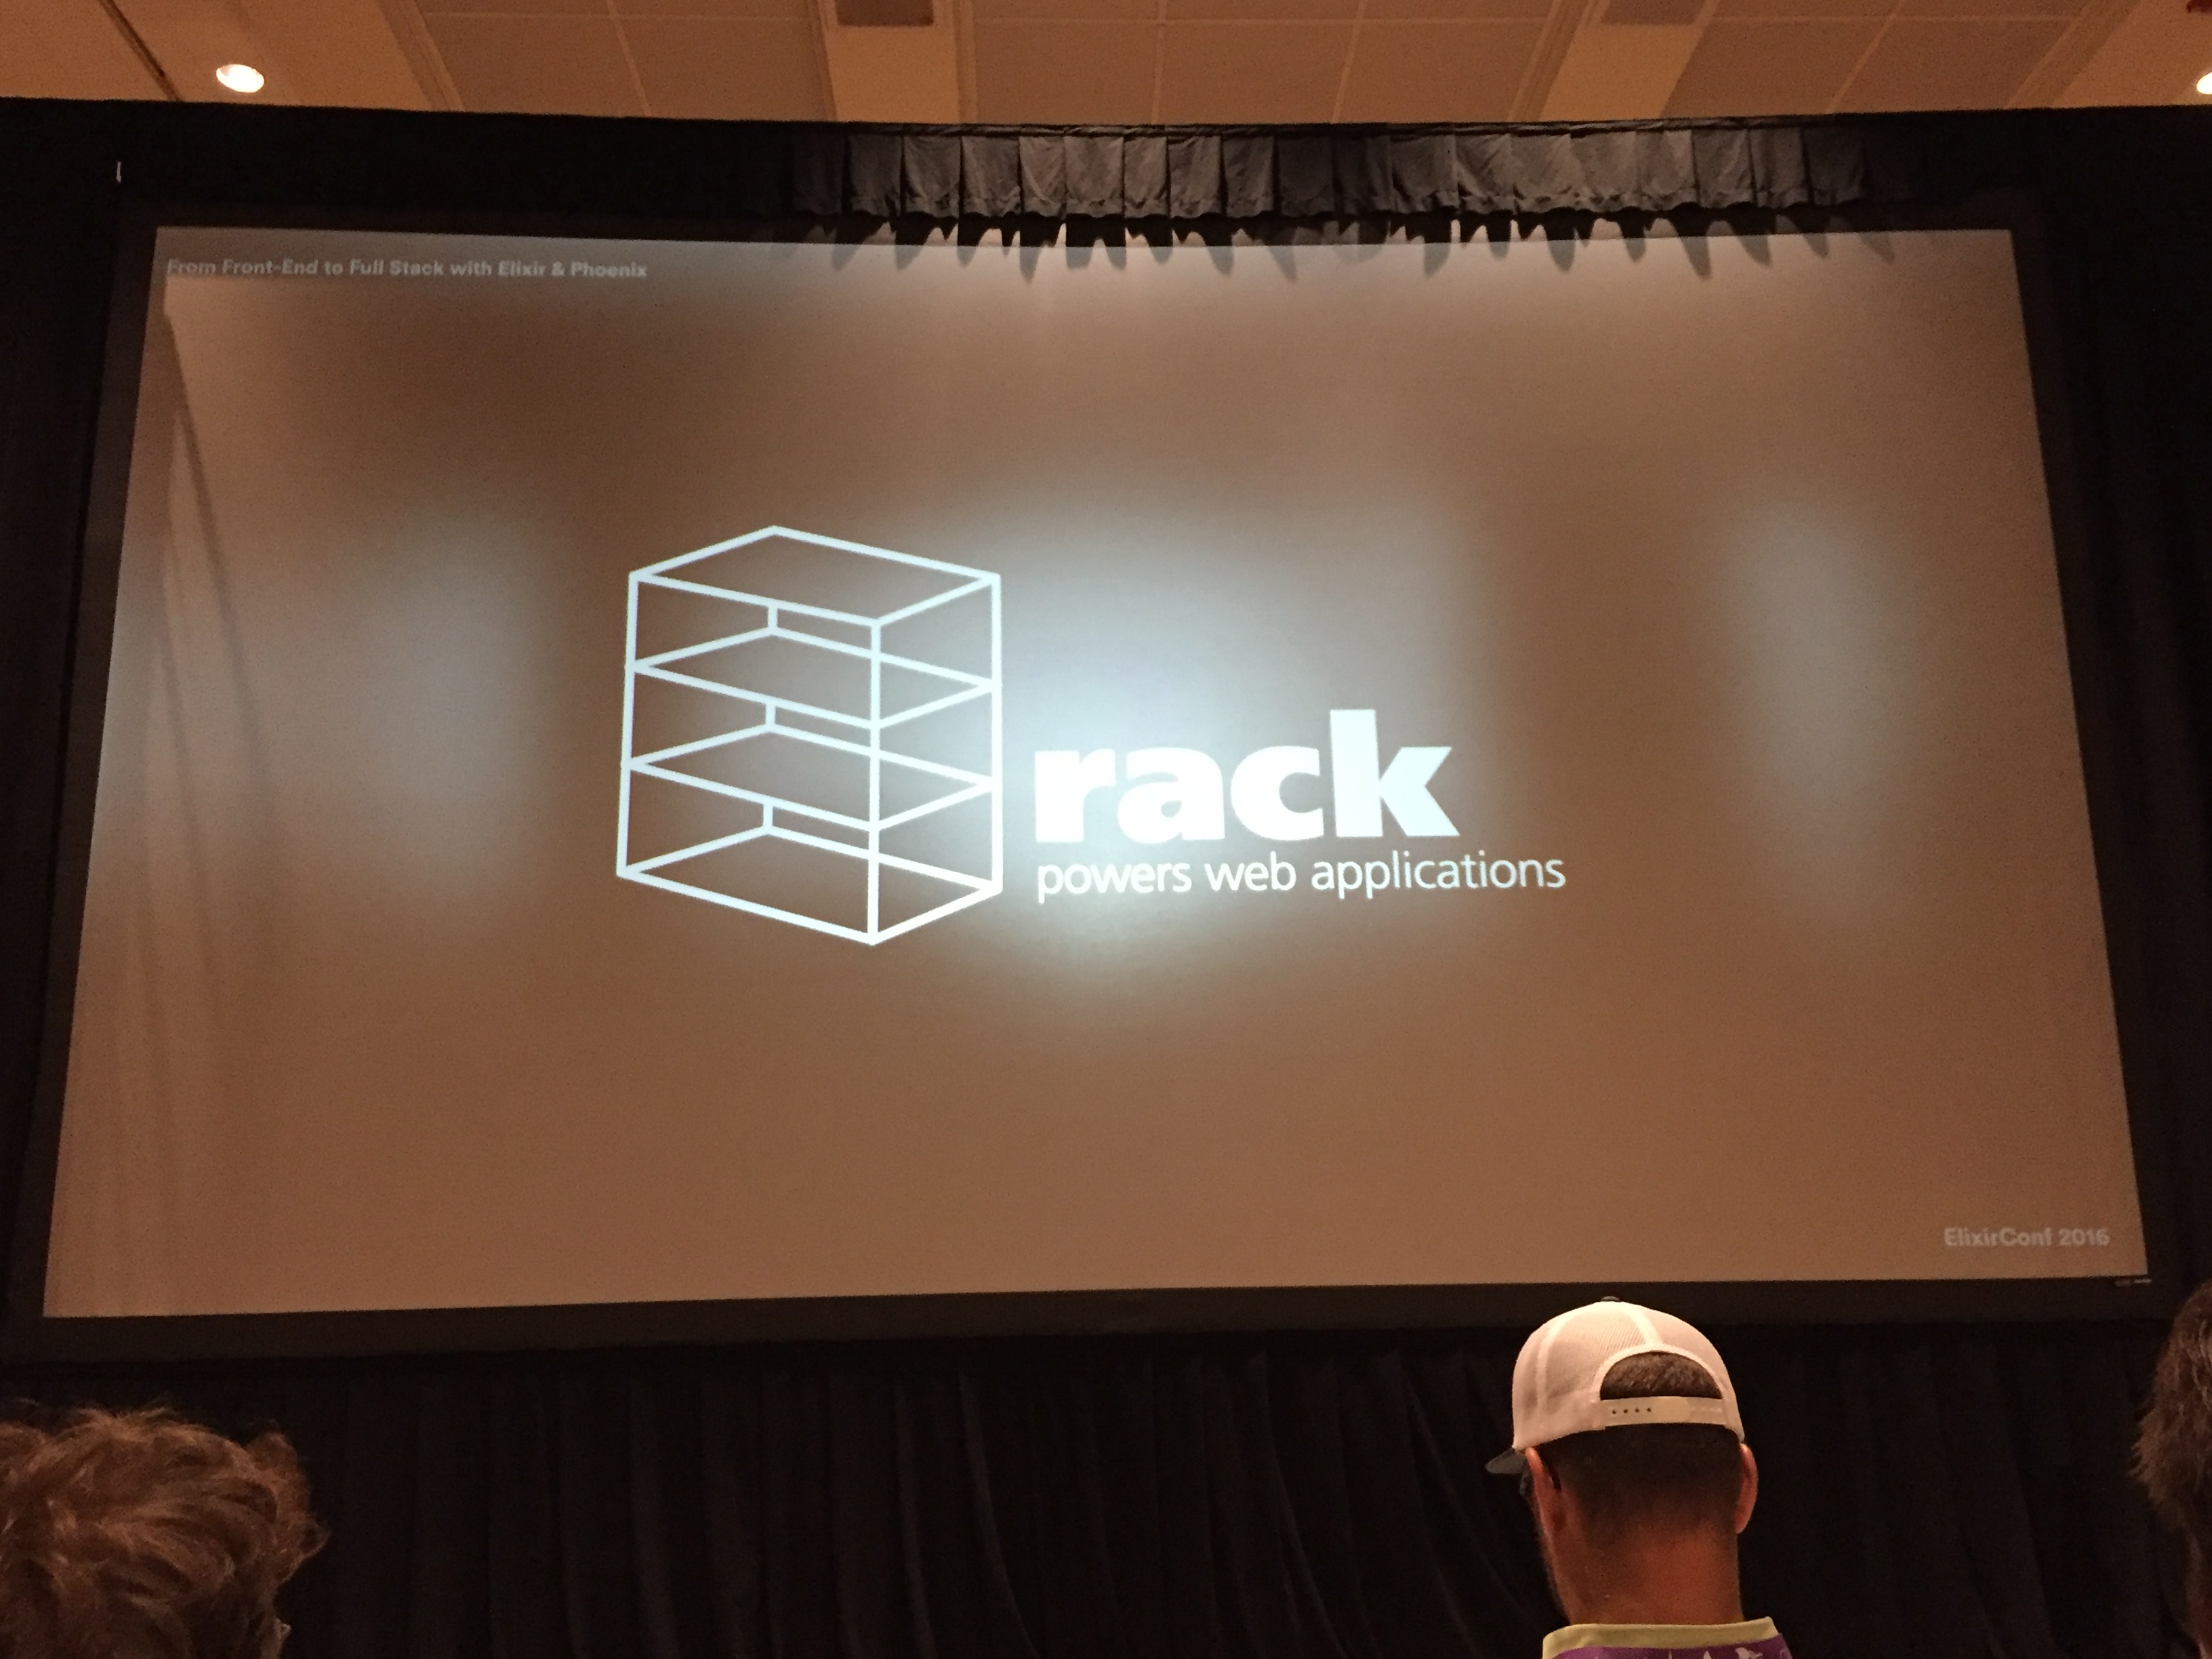 From Front-End to Full Stack with Elixir & Phoenix
rack
powers web applications
ElixirConf 2016